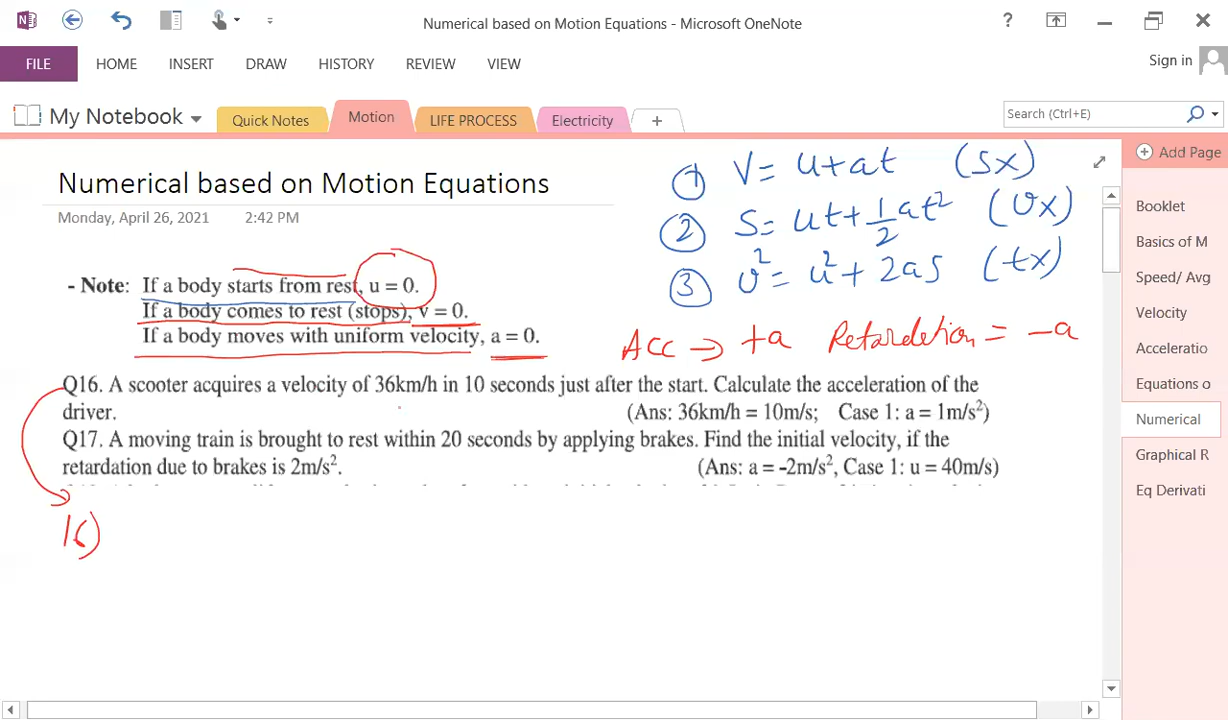 Numerical based on Motion Equations - Microsoft OneNote
?
Sign in
FILE HOME INSERT DRAW HISTORY REVIEW VIEW
My Notebook Quick Notes Motion LIFE PROCESS Electricity +
Search (Ctrl+E)
Add Page
Numerical based on Motion Equations
Monday, April 26, 2021 2:42 PM
① V = u+at (Sx)
② S = ut + 1/2 at² (vx)
③ v² = u² + 2as (tx)
- Note: If a body starts from rest, u = 0.
If a body comes to rest (stops), v = 0.
If a body moves with uniform velocity, a = 0.
Acc → +a Retardetion = -a
Q16. A scooter acquires a velocity of 36km/h in 10 seconds just after the start. Calculate the acceleration of the
driver. (Ans: 36km/h = 10m/s; Case 1: a = 1m/s²)
Q17. A moving train is brought to rest within 20 seconds by applying brakes. Find the initial velocity, if the
retardation due to brakes is 2m/s². (Ans: a = -2m/s², Case 1: u = 40m/s)
16)
Booklet
Basics of M
Speed/ Avg
Velocity
Acceleratio
Equations o
Numerical
Graphical R
Eq Derivati